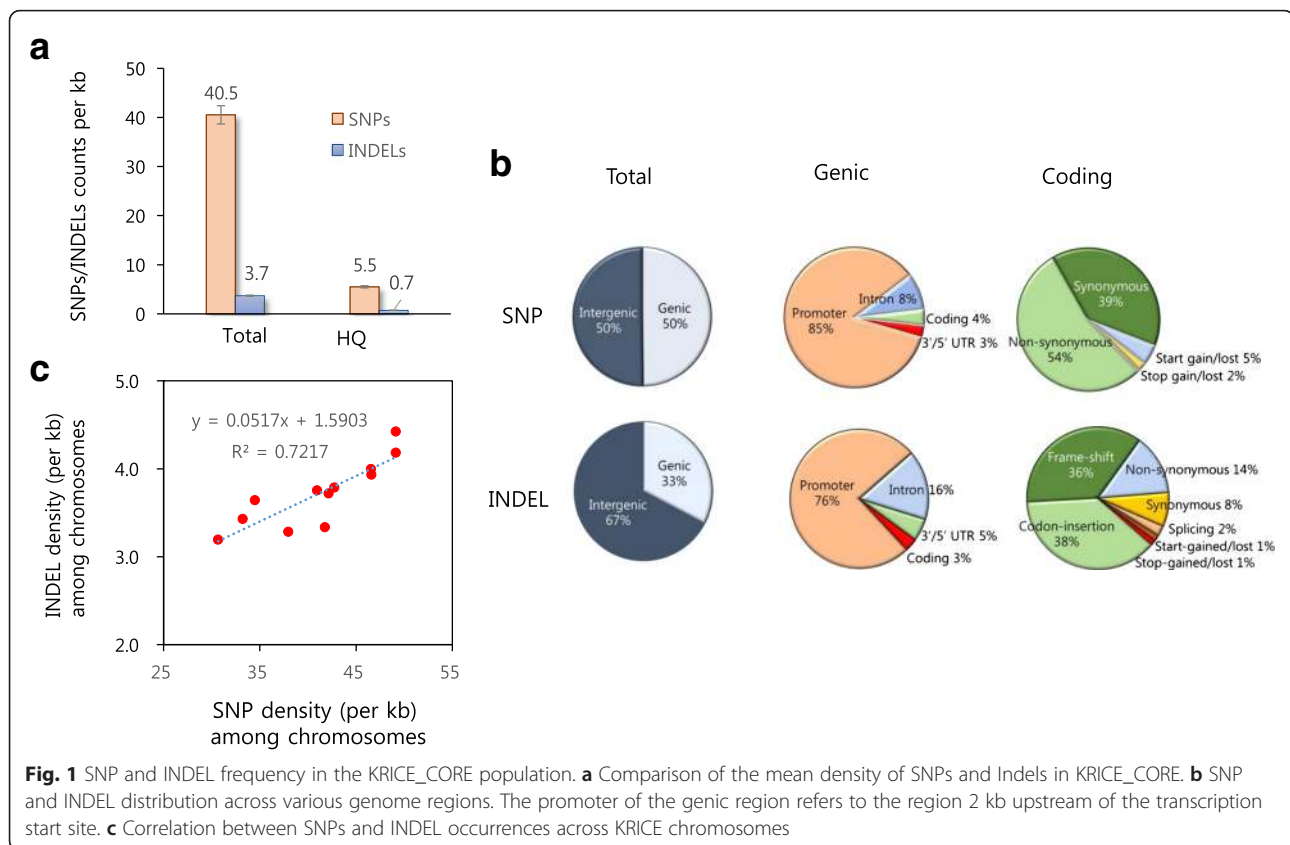 a
SNPs/INDELs counts per kb
50
40
30
20
10
0
40.5
3.7
5.5
0.7
SNPs
INDELs
Total
HQ
b
Total
Genic
Coding
SNP
Intergenic
50%
Genic
50%
Promoter
85%
Intron 8%
Coding 4%
3'/5' UTR 3%
Synonymous
39%
Non-synonymous
54%
Start gain/lost 5%
Stop gain/lost 2%
INDEL
Genic
33%
Intergenic
67%
Promoter
76%
Intron 16%
3'/5' UTR 5%
Coding 3%
Frame-shift
36%
Non-synonymous 14%
Synonymous 8%
Codon-insertion
38%
Splicing 2%
Start-gained/lost 1%
Stop-gained/lost 1%
c
INDEL density (per kb)
among chromosomes
5.0
4.0
3.0
2.0
y = 0.0517x + 1.5903
R² = 0.7217
25
35
45
55
SNP density (per kb)
among chromosomes
Fig. 1 SNP and INDEL frequency in the KRICE_CORE population. a Comparison of the mean density of SNPs and Indels in KRICE_CORE. b SNP
and INDEL distribution across various genome regions. The promoter of the genic region refers to the region 2 kb upstream of the transcription
start site. c Correlation between SNPs and INDEL occurrences across KRICE chromosomes